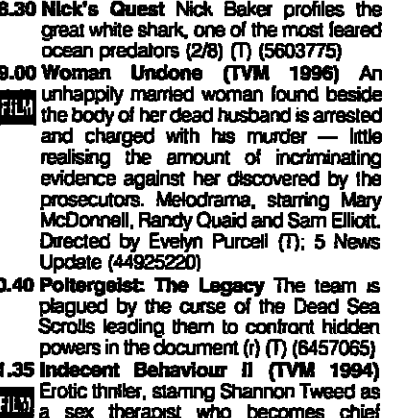 8.30 Nick's Quest Nick Baker profiles the
great white shark, one of the most feared
ocean predators (2/8) (T) (5603775)
9.00 Woman Undone (TVM 1996) An
FILM unhappily married woman found beside
the body of her dead husband is arrested
and charged with his murder — little
realising the amount of incriminating
evidence against her discovered by the
prosecutors. Melodrama, starring Mary
McDonnell, Randy Quaid and Sam Elliott.
Directed by Evelyn Purcell (T); 5 News
Update (44925220)
0.40 Poltergeist: The Legacy The team is
plagued by the curse of the Dead Sea
Scrolls leading them to confront hidden
powers in the document (r) (T) (6457065)
1.35 Indecent Behaviour II (TVM 1994)
FILM Erotic thriller, starring Shannon Tweed as
a sex therapist who becomes chief